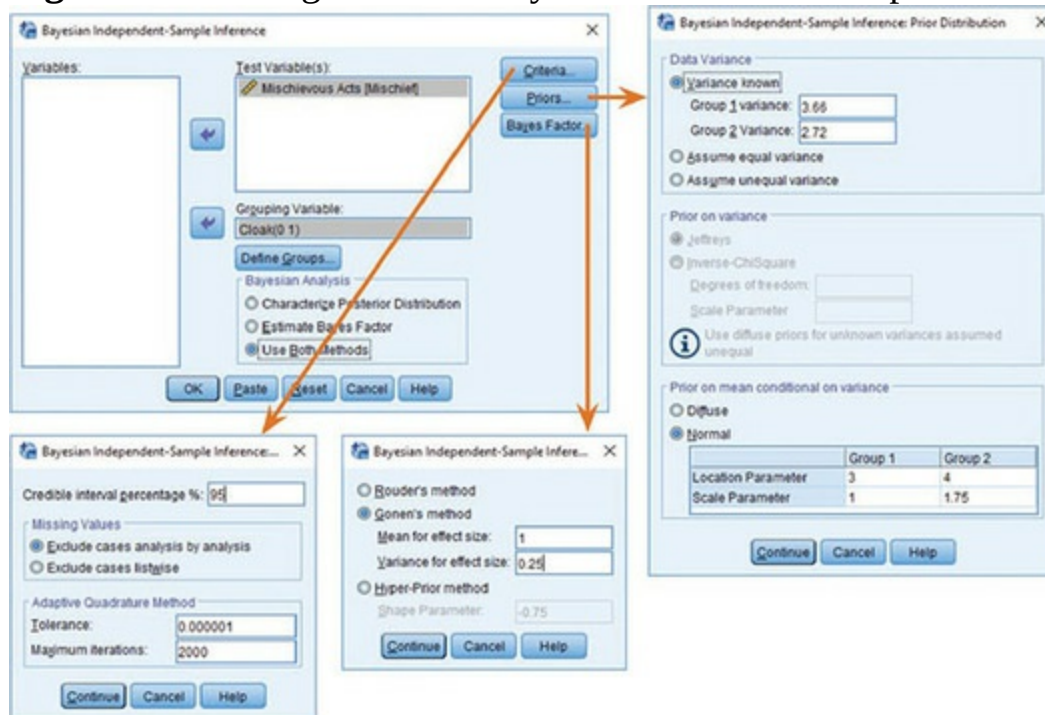 Bayesian Independent-Sample Inference
Variables:
Test Variable(s):
Mischievous Acts [Mischief]
Criteria...
Priors...
Bayes Factor...
Grouping Variable:
Cloak(0 1)
Define Groups...
Bayesian Analysis
Characterize Posterior Distribution
Estimate Bayes Factor
Use Both Methods
OK Paste Reset Cancel Help
Bayesian Independent-Sample Inference: Prior Distribution
Data Variance
Variance known
Group 1 variance: 3.66
Group 2 Variance: 2.72
Assume equal variance
Assume unequal variance
Prior on variance
Jeffreys
Inverse-ChiSquare
Degrees of freedom:
Scale Parameter
Use diffuse priors for unknown variances assumed
unequal
Prior on mean conditional on variance
Diffuse
Normal
Group 1 Group 2
Location Parameter 3 4
Scale Parameter 1 1.75
Continue Cancel Help
Bayesian Independent-Sample Inference:...
Credible interval percentage %: 95
Missing Values
Exclude cases analysis by analysis
Exclude cases listwise
Adaptive Quadrature Method
Tolerance: 0.000001
Maximum iterations: 2000
Continue Cancel Help
Bayesian Independent-Sample Infere...
Rouder's method
Gonen's method
Mean for effect size: 1
Variance for effect size: 0.25
Hyper-Prior method
Shape Parameter: -0.75
Continue Cancel Help